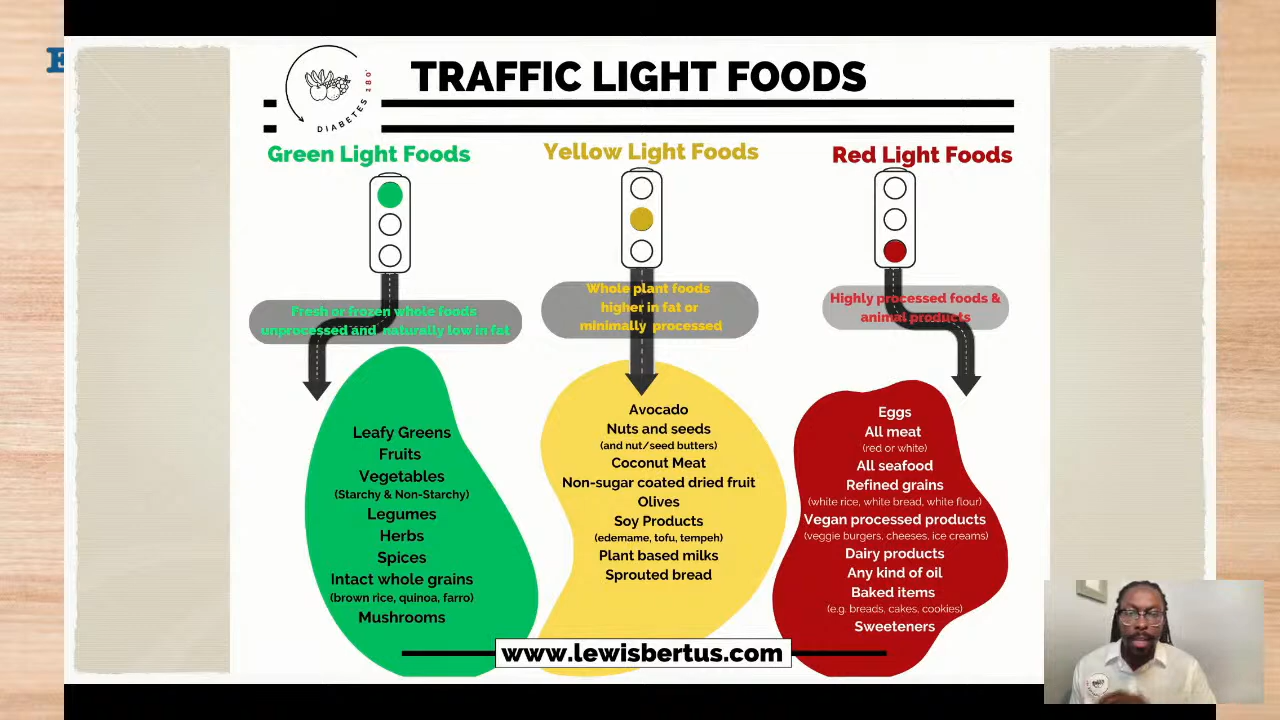 E
TRAFFIC LIGHT FOODS
DIABETES 180°
Green Light Foods
Fresh or frozen whole foods
unprocessed and naturally low in fat
Leafy Greens
Fruits
Vegetables
(Starchy & Non-Starchy)
Legumes
Herbs
Spices
Intact whole grains
(brown rice, quinoa, farro)
Mushrooms
Yellow Light Foods
Whole plant foods
higher in fat or
minimally processed
Avocado
Nuts and seeds
(and nut/seed butters)
Coconut Meat
Non-sugar coated dried fruit
Olives
Soy Products
(edemame, tofu, tempeh)
Plant based milks
Sprouted bread
Red Light Foods
Highly processed foods &
animal products
Eggs
All meat
(red or white)
All seafood
Refined grains
(white rice, white bread, white flour)
Vegan processed products
(veggie burgers, cheeses, ice creams)
Dairy products
Any kind of oil
Baked items
(e.g. breads, cakes, cookies)
Sweeteners
www.lewisbertus.com